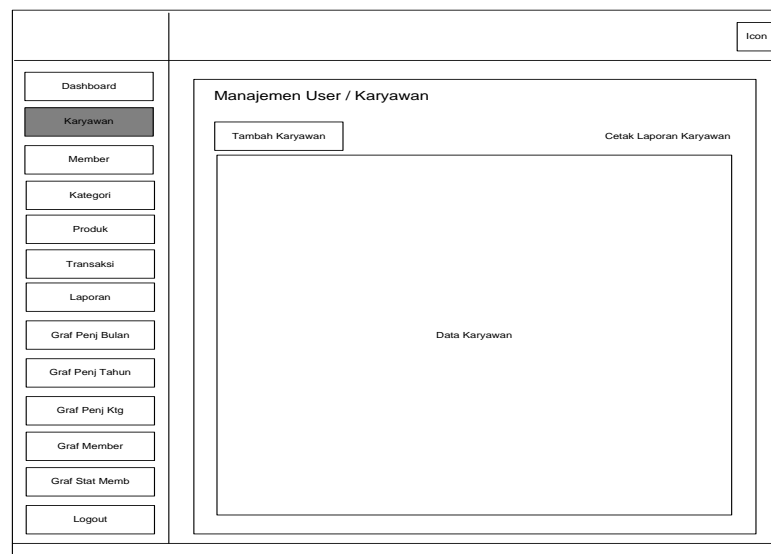 Icon
Dashboard
Karyawan
Member
Kategori
Produk
Transaksi
Laporan
Graf Penj Bulan
Graf Penj Tahun
Graf Penj Ktg
Graf Member
Graf Stat Memb
Logout
Manajemen User / Karyawan
Tambah Karyawan
Cetak Laporan Karyawan
Data Karyawan